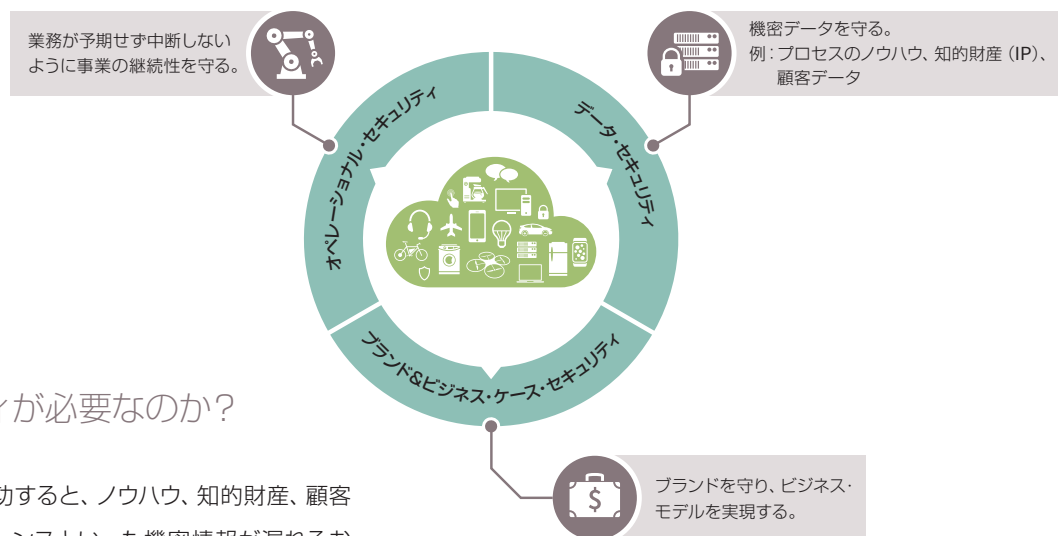 業務が予期せず中断しない
ように事業の継続性を守る。
機密データを守る。
例：プロセスのノウハウ、知的財産（IP）、
顧客データ
オペレーショナル・セキュリティ
データ・セキュリティ
ブランド&ビジネス・ケース・セキュリティ
$
ブランドを守り、ビジネス・
モデルを実現する。
が必要なのか？
功すると、ノウハウ、知的財産、顧客